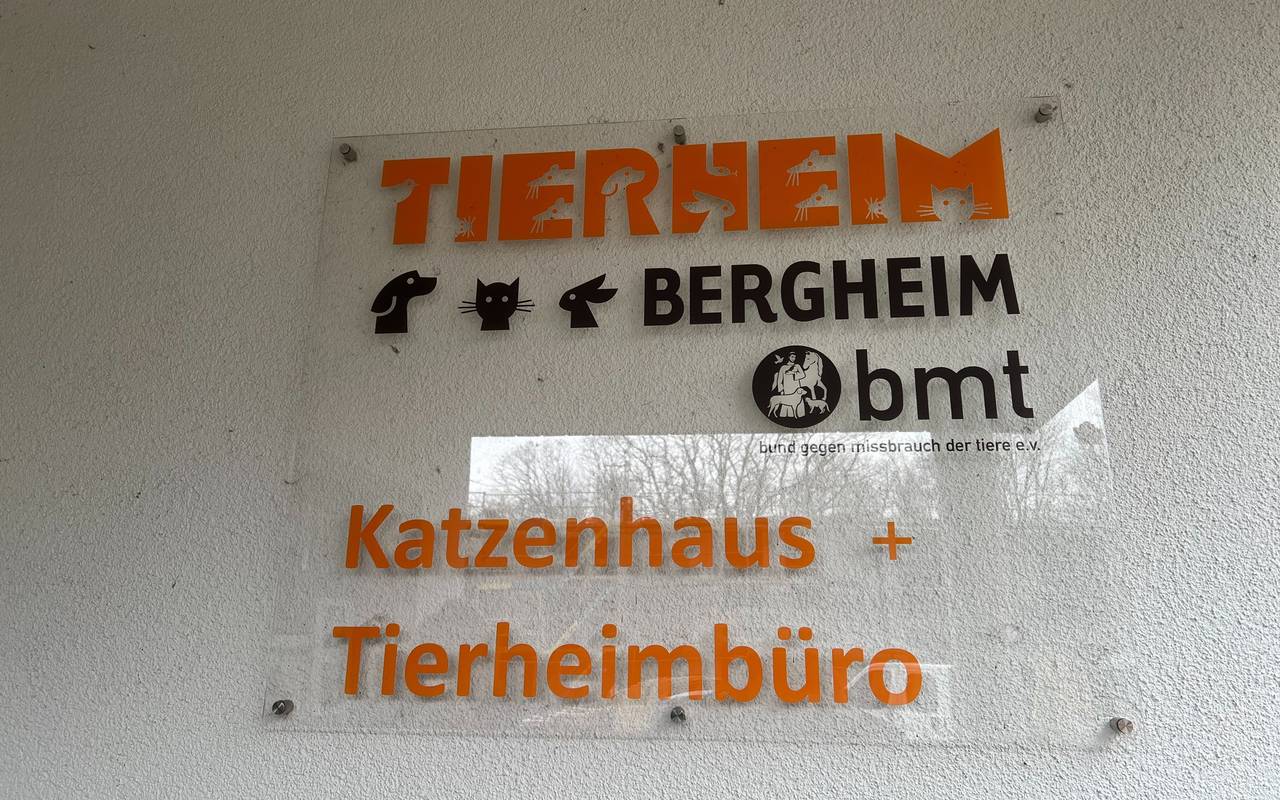 TIERHEIM
BERGHEIM
bmt
bund gegen missbrauch der tiere e.v.
Katzenhaus +
Tierheimbüro